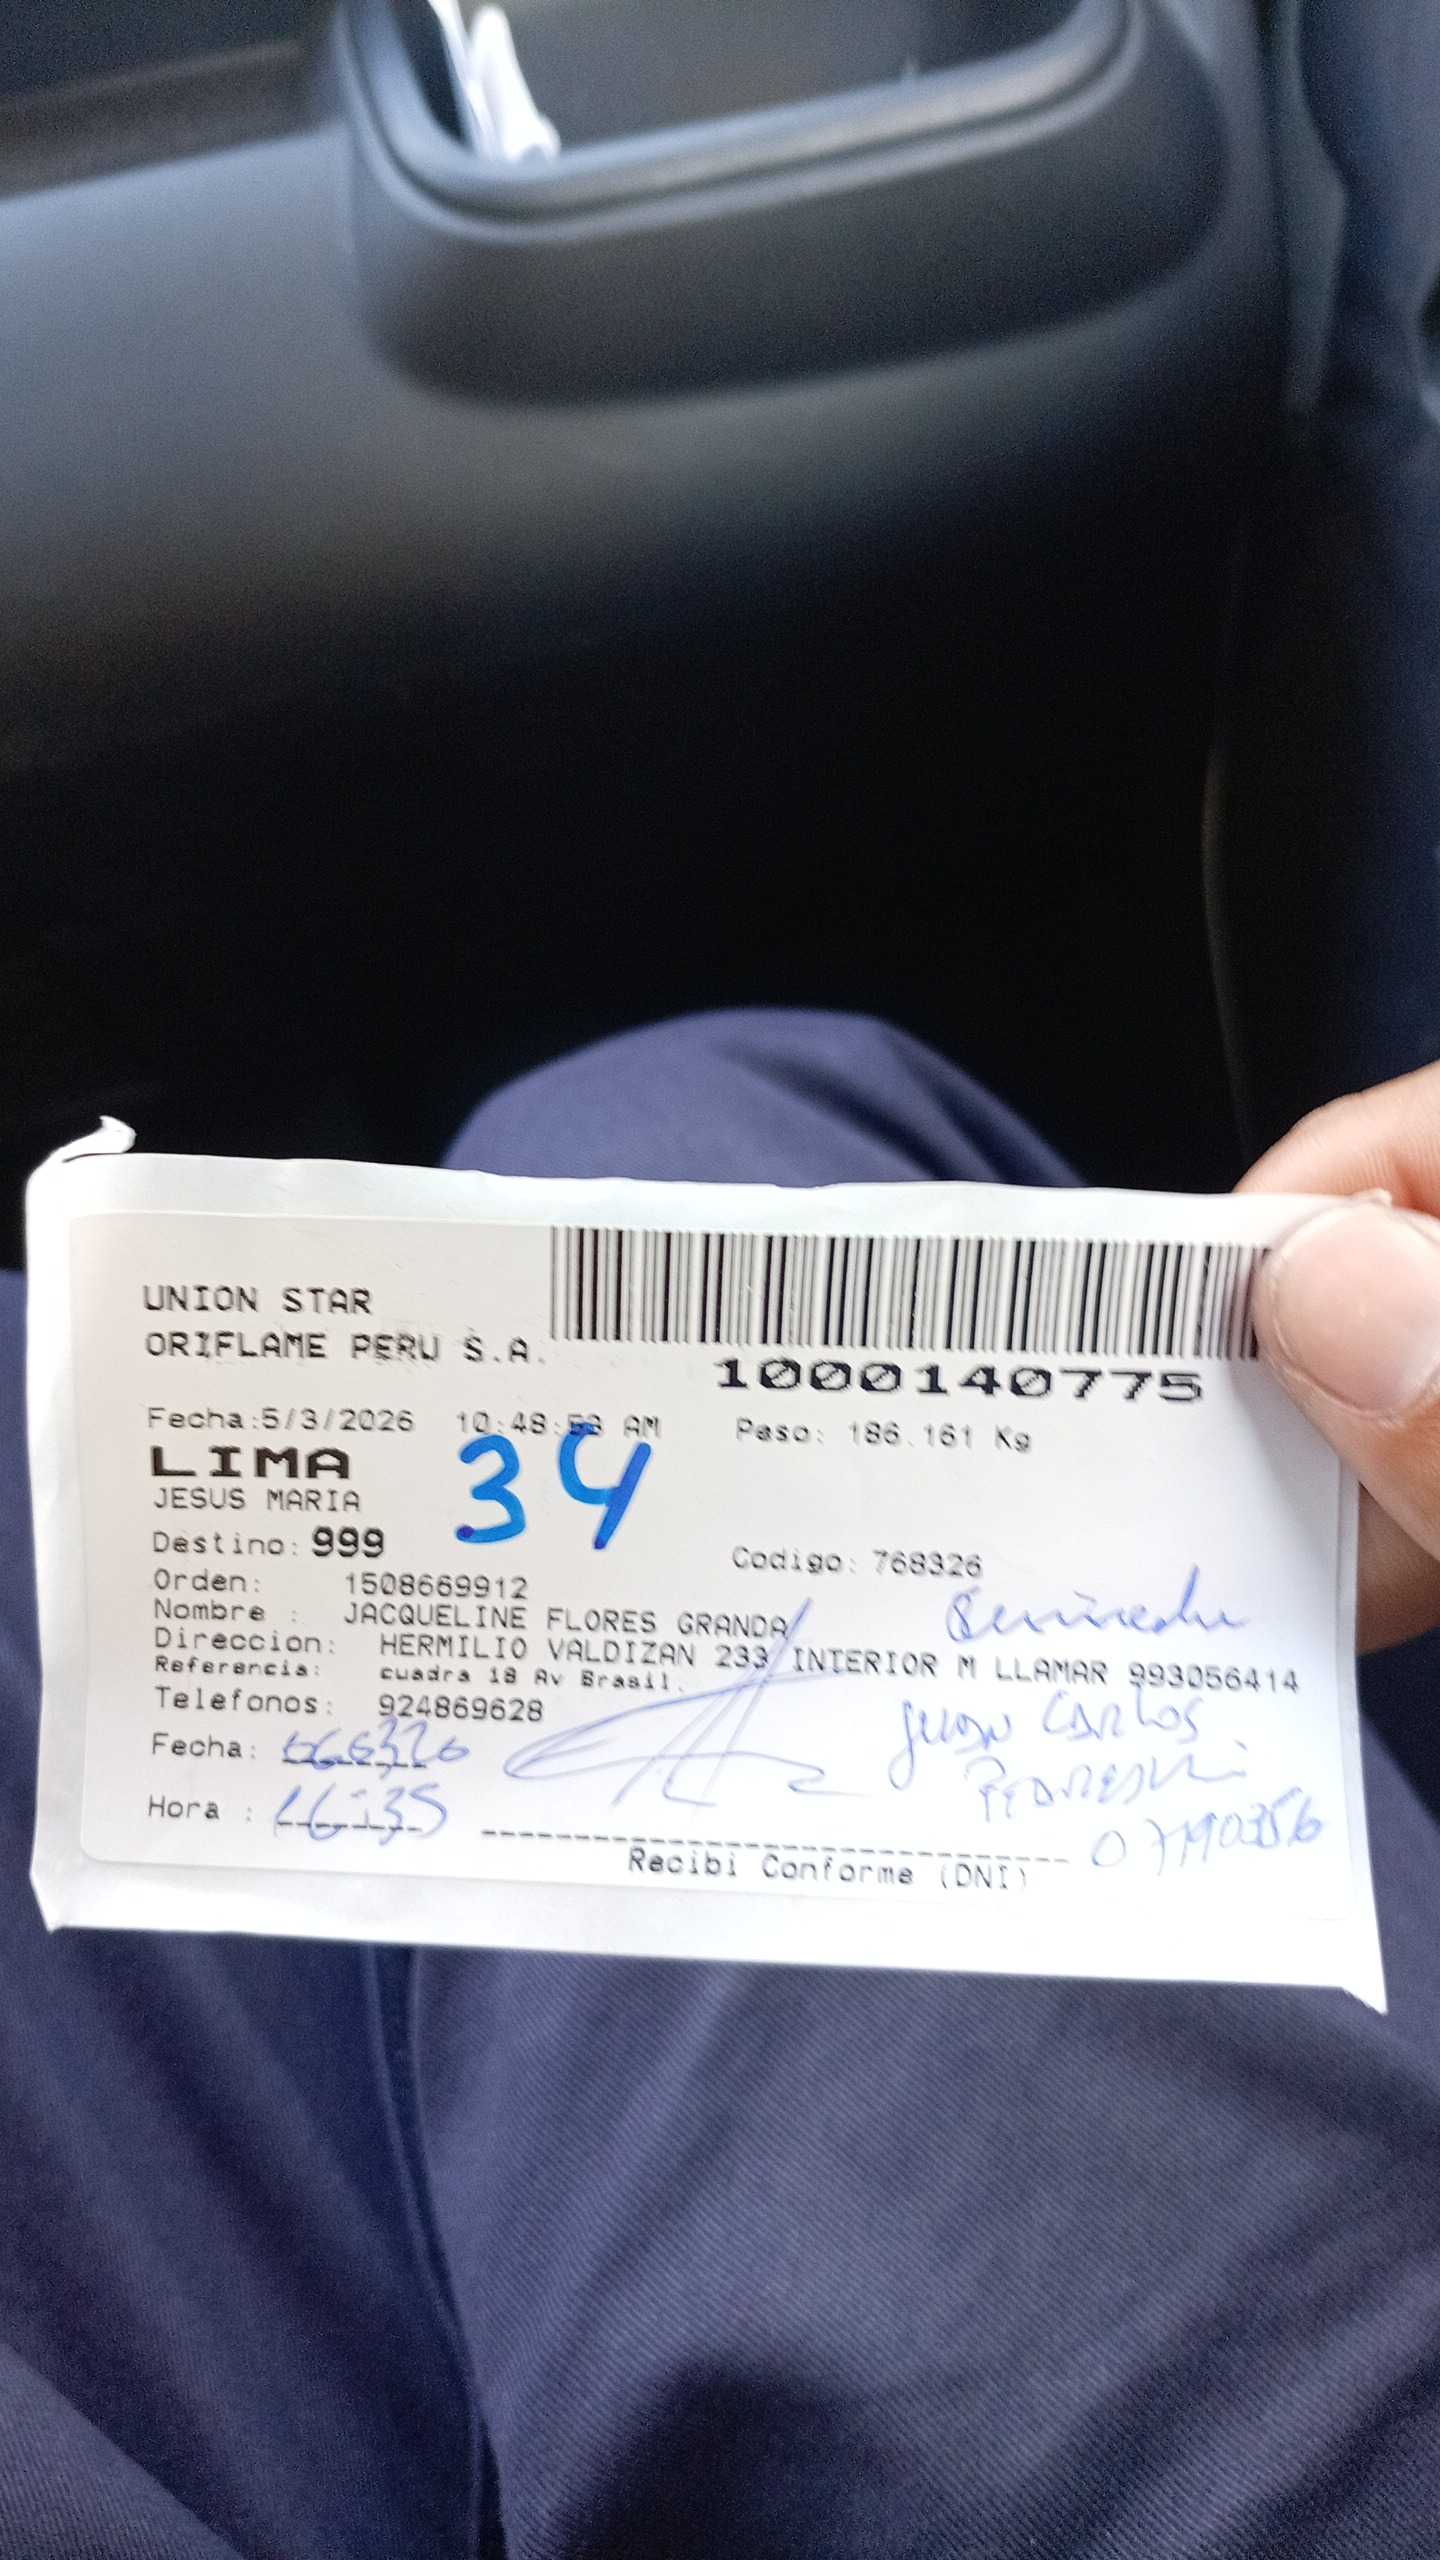 UNION STAR
ORIFLAME PERU S.A.
1000140775
Fecha:5/3/2026 10:48:53 AM Peso: 186.161 Kg
LIMA
34
JESUS MARIA
Destino: 999
Codigo: 768326
Orden: 1508669912
Nombre : JACQUELINE FLORES GRANDA
Direccion: HERMILIO VALDIZAN 233 INTERIOR M LLAMAR 993056414
Referencia: cuadra 18 Av Brasil.
Telefonos: 924869628
JUAN CARLOS
Fecha:
Hora : 16:35
07190356
Recibi Conforme (DNI)